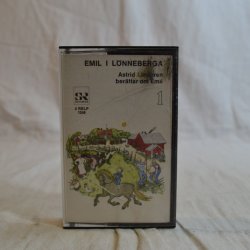 EMIL I LÖNNEBERGA
Astrid Lindgren
berättar om Emil
1
SR